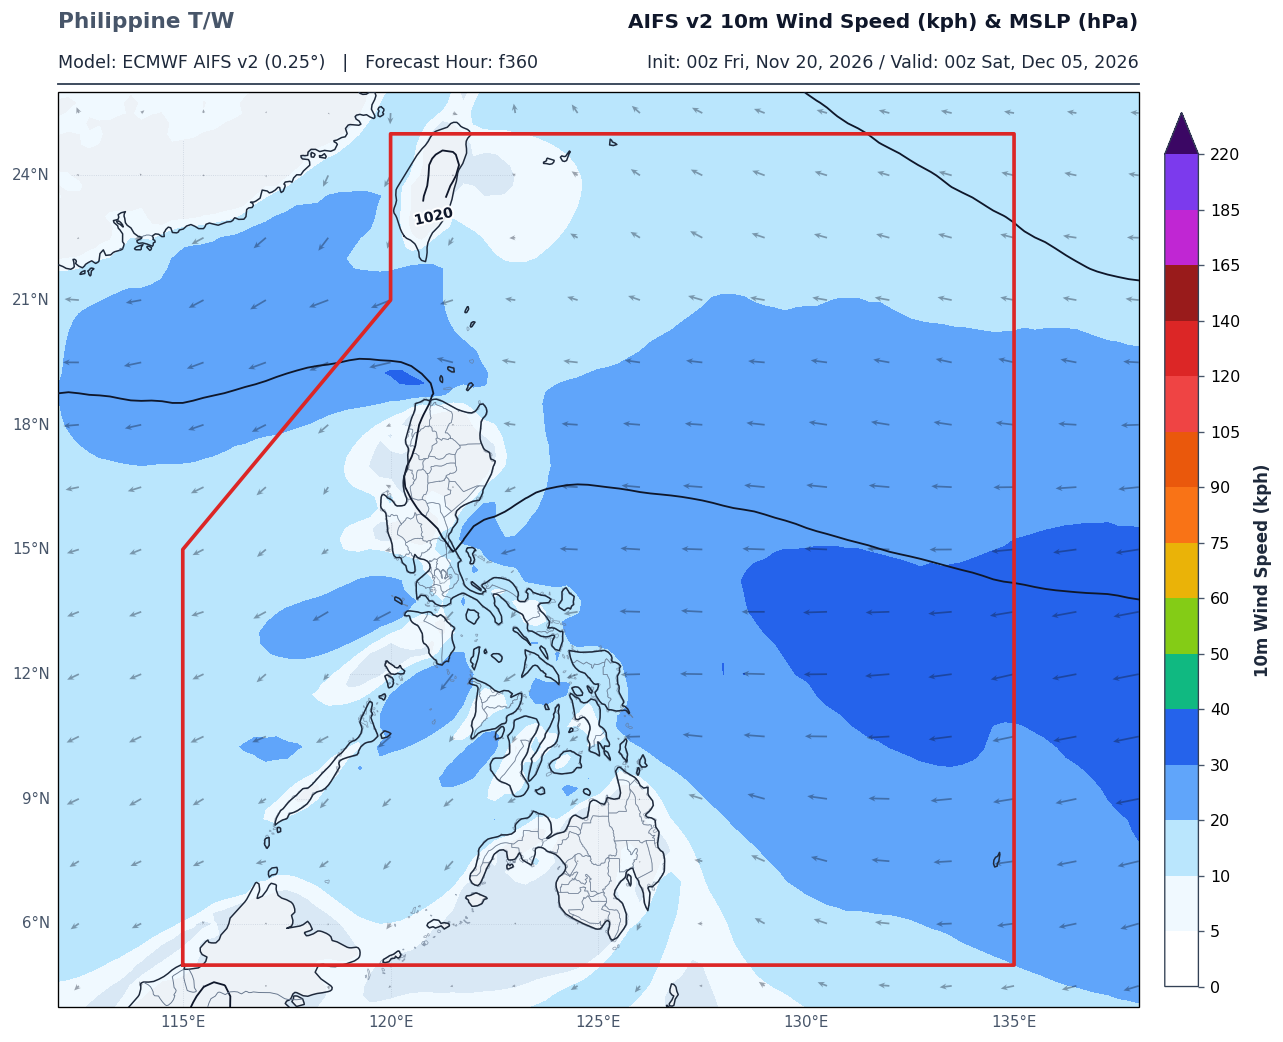 Philippine T/W
AIFS v2 10m Wind Speed (kph) & MSLP (hPa)
Model: ECMWF AIFS v2 (0.25°) | Forecast Hour: f360
Init: 00z Fri, Nov 20, 2026 / Valid: 00z Sat, Dec 05, 2026
24°N
21°N
18°N
15°N
12°N
9°N
6°N
1020
115°E
120°E
125°E
130°E
135°E
220
185
165
140
120
105
90
75
60
50
40
30
20
10
5
0
10m Wind Speed (kph)